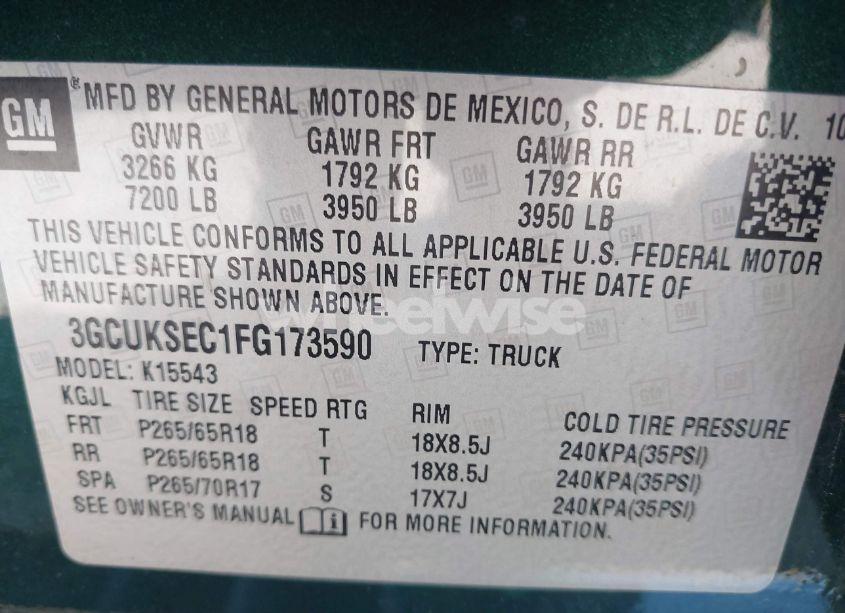 GM ® MFD BY GENERAL MOTORS DE MEXICO, S. DE R.L. DE C.V. 10
GVWR GAWR FRT GAWR RR
3266 KG 1792 KG 1792 KG
7200 LB 3950 LB 3950 LB
THIS VEHICLE CONFORMS TO ALL APPLICABLE U.S. FEDERAL MOTOR
VEHICLE SAFETY STANDARDS IN EFFECT ON THE DATE OF
MANUFACTURE SHOWN ABOVE.
wheelwise
3GCUKSEC1FG173590 TYPE: TRUCK
MODEL: K15543
KGJL TIRE SIZE SPEED RTG RIM COLD TIRE PRESSURE
FRT P265/65R18 T 18X8.5J 240KPA(35PSI)
RR P265/65R18 T 18X8.5J 240KPA(35PSI)
SPA P265/70R17 S 17X7J 240KPA(35PSI)
SEE OWNER'S MANUAL FOR MORE INFORMATION.